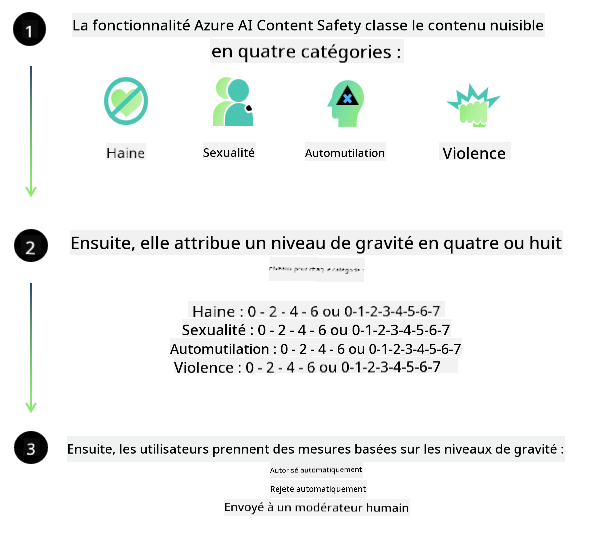 1
La fonctionnalité Azure AI Content Safety classe le contenu nuisible
en quatre catégories :
Haine
Sexualité
Automutilation
Violence
2
Ensuite, elle attribue un niveau de gravité en quatre ou huit
pour chaque catégorie :
Haine : 0 - 2 - 4 - 6 ou 0-1-2-3-4-5-6-7
Sexualité : 0 - 2 - 4 - 6 ou 0-1-2-3-4-5-6-7
Automutilation : 0 - 2 - 4 - 6 ou 0-1-2-3-4-5-6-7
Violence : 0 - 2 - 4 - 6 ou 0-1-2-3-4-5-6-7
3
Ensuite, les utilisateurs prennent des mesures basées sur les niveaux de gravité :
Autorisé automatiquement
Rejeté automatiquement
Envoyé à un modérateur humain